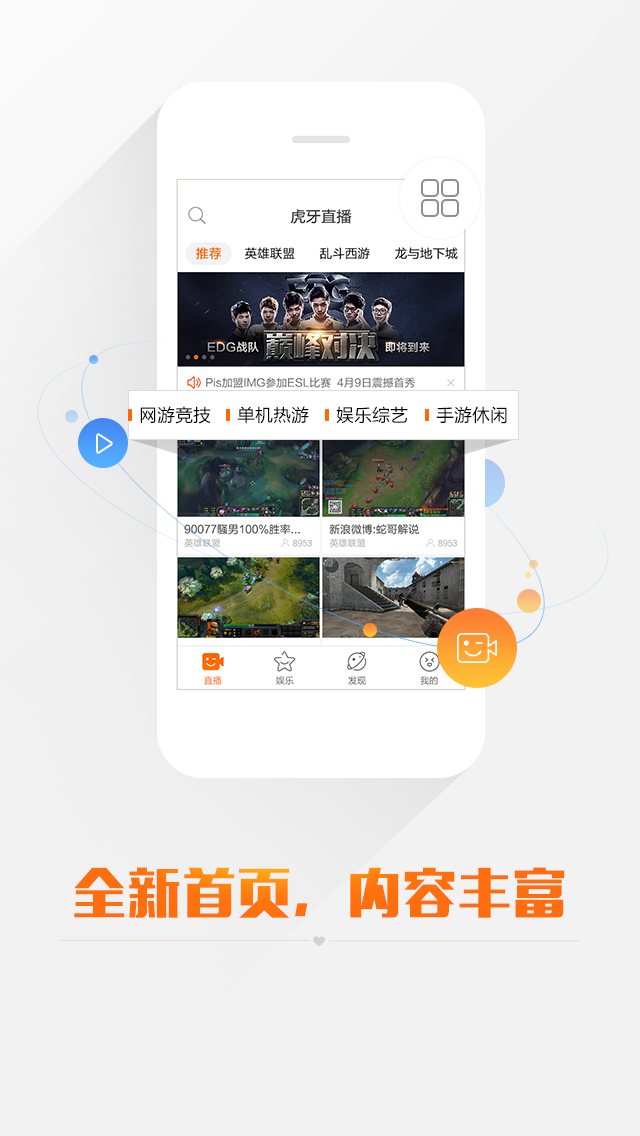 虎牙直播
推荐 英雄联盟 乱斗西游 龙与地下城
EDG
EDG战队 巅峰对决 即将到来
Pis加盟IMG参加ESL比赛 4月9日震撼首秀
网游竞技 单机热游 娱乐综艺 手游休闲
90077騷男100%胜率... 新浪微博:蛇哥解说
英雄联盟 8953 英雄联盟 8953
直播 娱乐 发现 我的
全新首页，内容丰富